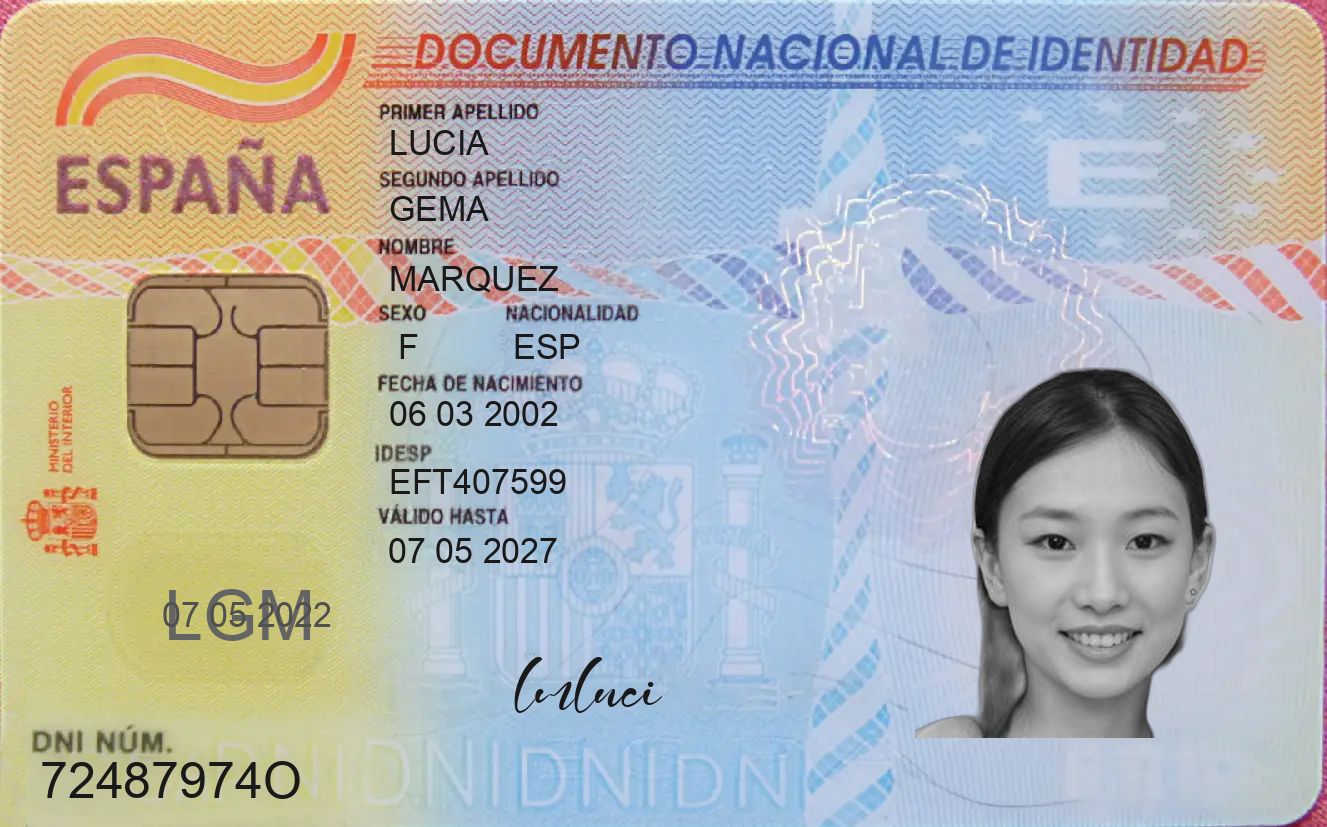 DOCUMENTO NACIONAL DE IDENTIDAD
ESPAÑA
PRIMER APELLIDO
LUCIA
SEGUNDO APELLIDO
GEMA
NOMBRE
MARQUEZ
SEXO NACIONALIDAD
F ESP
FECHA DE NACIMIENTO
06 03 2002
IDESP
EFT407599
VÁLIDO HASTA
07 05 2027
MINISTERIO
DEL INTERIOR
E
LGM
07 05 2022
DNI NÚM.
72487974O
DNIDNIDNIDNI